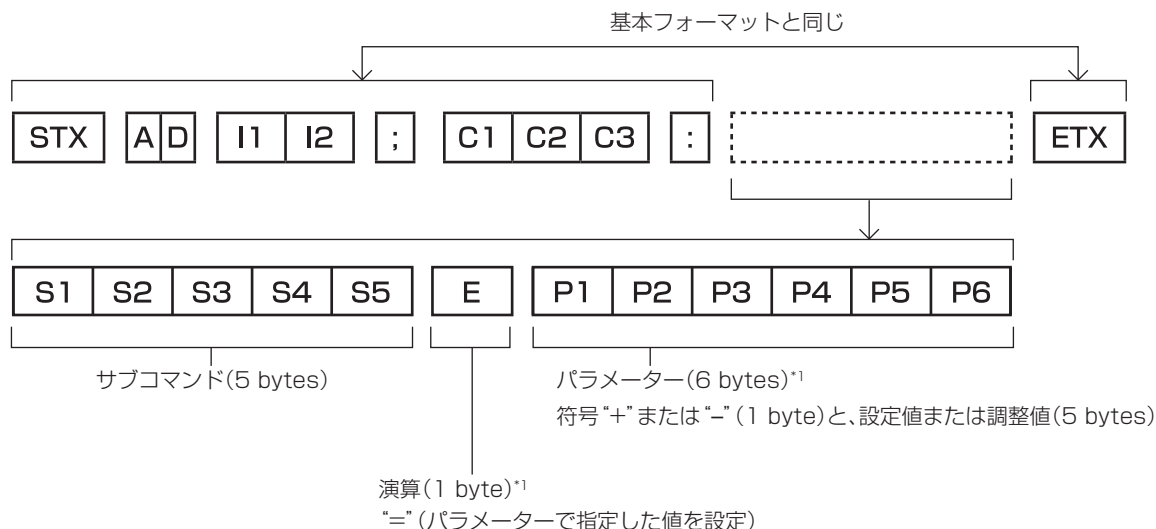 基本フォーマットと同じ
STX A D I1 I2 ; C1 C2 C3 : ETX
S1 S2 S3 S4 S5 E P1 P2 P3 P4 P5 P6
サブコマンド(5 bytes)
パラメーター(6 bytes)*1
符号“+”または“–”(1 byte)と、設定値または調整値(5 bytes)
演算(1 byte)*1
“=”(パラメーターで指定した値を設定)